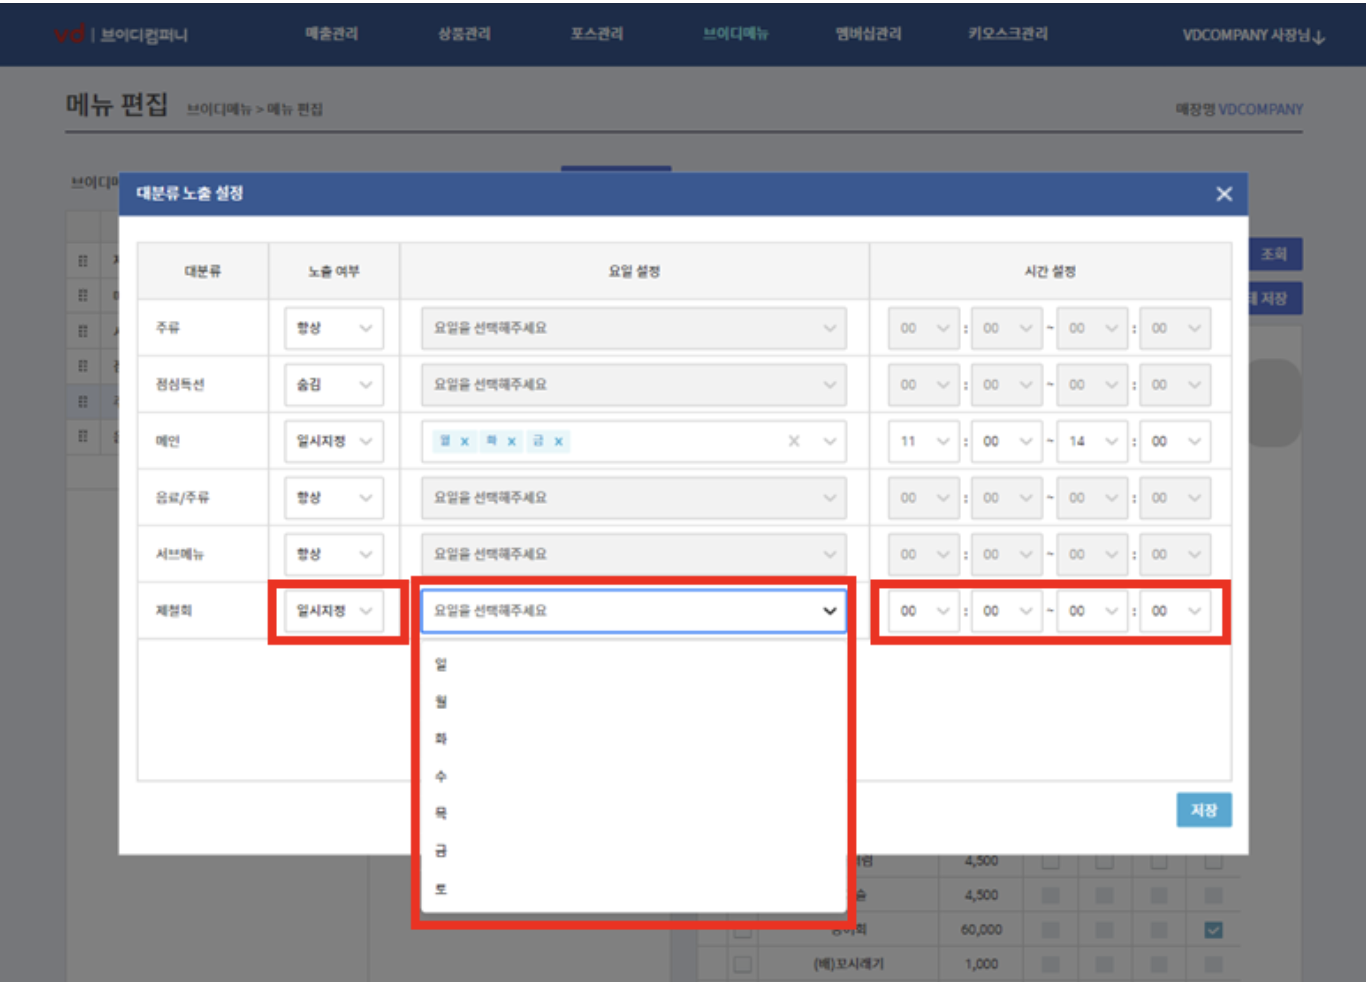 vd | 브이디컴퍼니
매출관리
상품관리
포스관리
브이디메뉴
멤버십관리
키오스크관리
VDCOMPANY 사장님
메뉴 편집
브이디메뉴 > 메뉴 편집
매장명 VDCOMPANY
브이디
대분류 노출 설정
조회
저장
대분류 노출 여부 요일 설정 시간 설정
주류 항상 요일을 선택해주세요 00 : 00 ~ 00 : 00
점심특선 숨김 요일을 선택해주세요 00 : 00 ~ 00 : 00
메인 일시지정 월 x 화 x 금 x 11 : 00 ~ 14 : 00
음료/주류 항상 요일을 선택해주세요 00 : 00 ~ 00 : 00
서브메뉴 항상 요일을 선택해주세요 00 : 00 ~ 00 : 00
제철회 일시지정 요일을 선택해주세요 00 : 00 ~ 00 : 00
일
월
화
수
목
금
토
저장
4,500
4,500
60,000
(배)꼬시래기 1,000